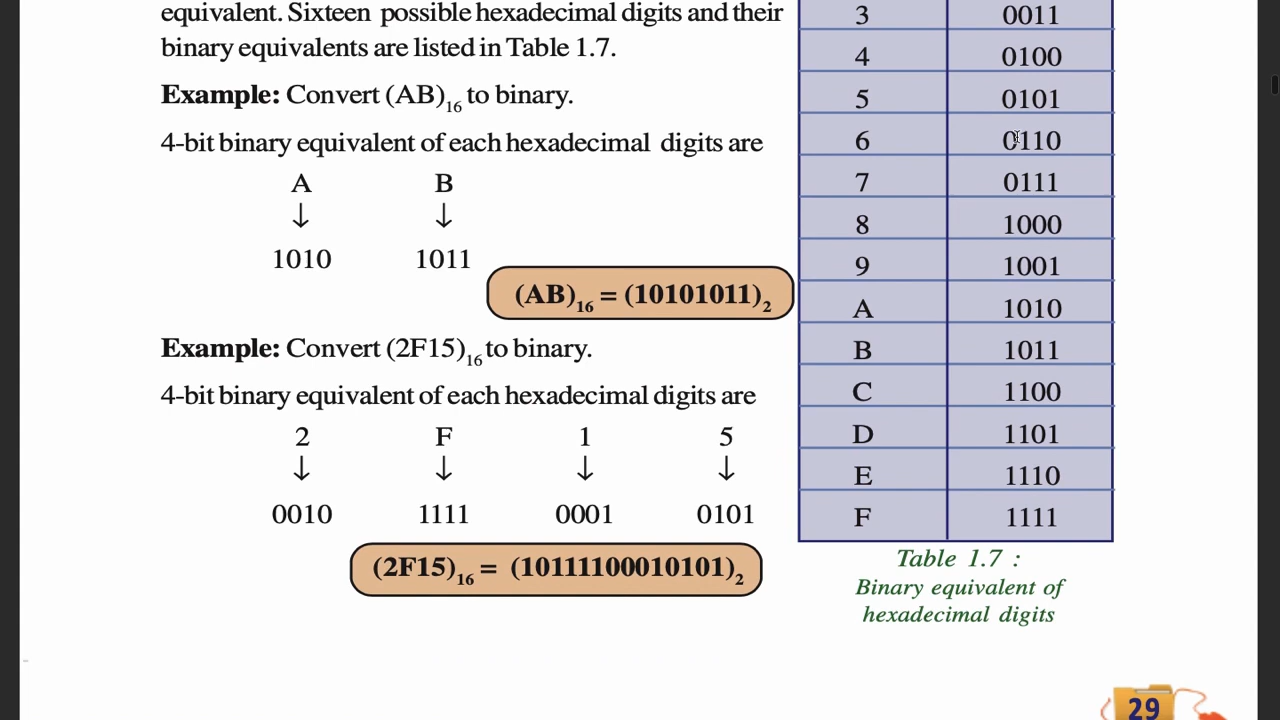 equivalent. Sixteen possible hexadecimal digits and their
binary equivalents are listed in Table 1.7.
Example: Convert (AB)16 to binary.
4-bit binary equivalent of each hexadecimal digits are
A B
↓ ↓
1010 1011
(AB)16 = (10101011)2
Example: Convert (2F15)16 to binary.
4-bit binary equivalent of each hexadecimal digits are
2 F 1 5
↓ ↓ ↓ ↓
0010 1111 0001 0101
(2F15)16 = (10111100010101)2
3 0011
4 0100
5 0101
6 0110
7 0111
8 1000
9 1001
A 1010
B 1011
C 1100
D 1101
E 1110
F 1111
Table 1.7 :
Binary equivalent of
hexadecimal digits
29